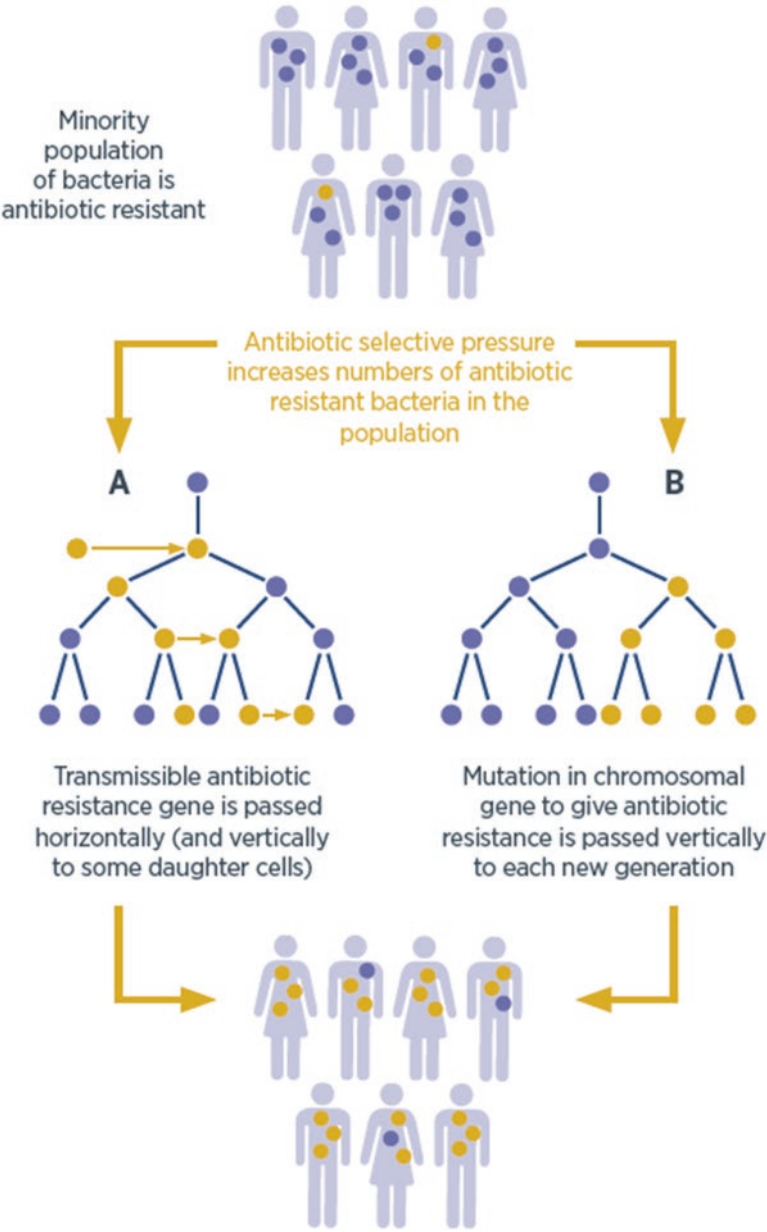 Minority
population
of bacteria is
antibiotic resistant
Antibiotic selective pressure
increases numbers of antibiotic
resistant bacteria in the
population
A
B
Transmissible antibiotic
resistance gene is passed
horizontally (and vertically
to some daughter cells)
Mutation in chromosomal
gene to give antibiotic
resistance is passed vertically
to each new generation